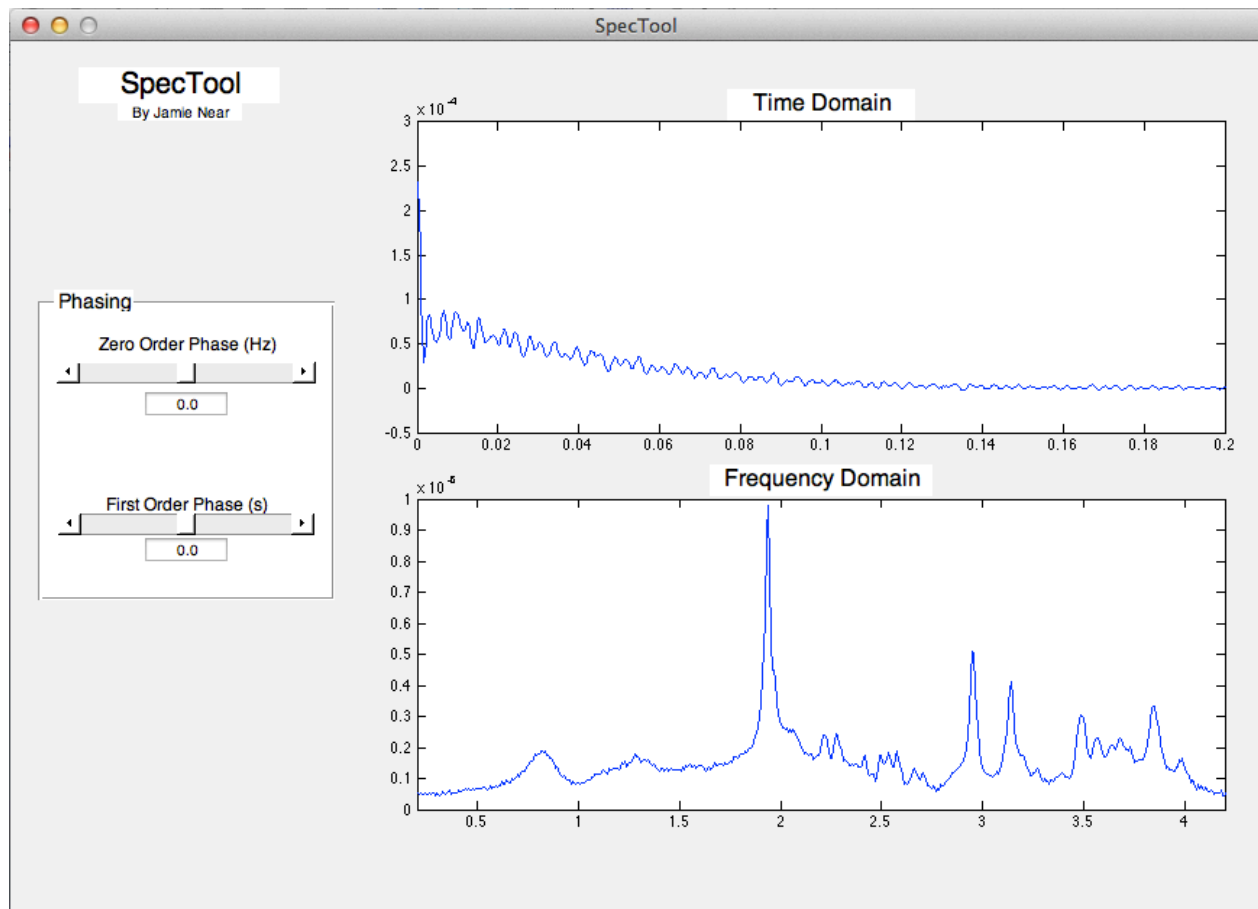 SpecTool
SpecTool
By Jamie Near
Phasing
Zero Order Phase (Hz)
0.0
First Order Phase (s)
0.0
Time Domain
x 10⁻⁴
3
2.5
2
1.5
1
0.5
0
-0.5
0 0.02 0.04 0.06 0.08 0.1 0.12 0.14 0.16 0.18 0.2
Frequency Domain
x 10⁻⁵
1
0.9
0.8
0.7
0.6
0.5
0.4
0.3
0.2
0.1
0
0.5 1 1.5 2 2.5 3 3.5 4